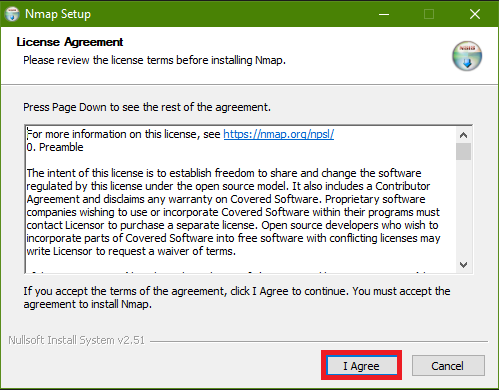 Nmap Setup
License Agreement
Please review the license terms before installing Nmap.
Press Page Down to see the rest of the agreement.
For more information on this license, see https://nmap.org/npsl/
0. Preamble
The intent of this license is to establish freedom to share and change the software
regulated by this license under the open source model. It also includes a Contributor
Agreement and disclaims any warranty on Covered Software. Proprietary software
companies wishing to use or incorporate Covered Software within their programs must
contact Licensor to purchase a separate license. Open source developers who wish to
incorporate parts of Covered Software into free software with conflicting licenses may
write Licensor to request a waiver of terms.
If you accept the terms of the agreement, click I Agree to continue. You must accept the
agreement to install Nmap.
Nullsoft Install System v2.51
I Agree
Cancel